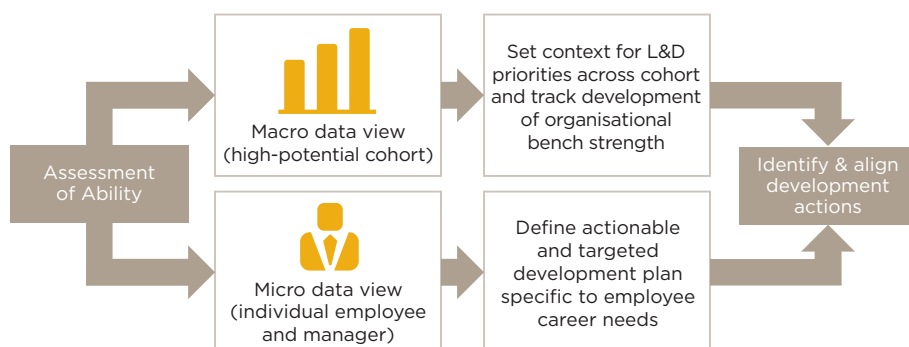 Assessment
of Ability
Macro data view
(high-potential cohort)
Set context for L&D
priorities across cohort
and track development
of organisational
bench strength
Micro data view
(individual employee
and manager)
Define actionable
and targeted
development plan
specific to employee
career needs
Identify & align
development
actions